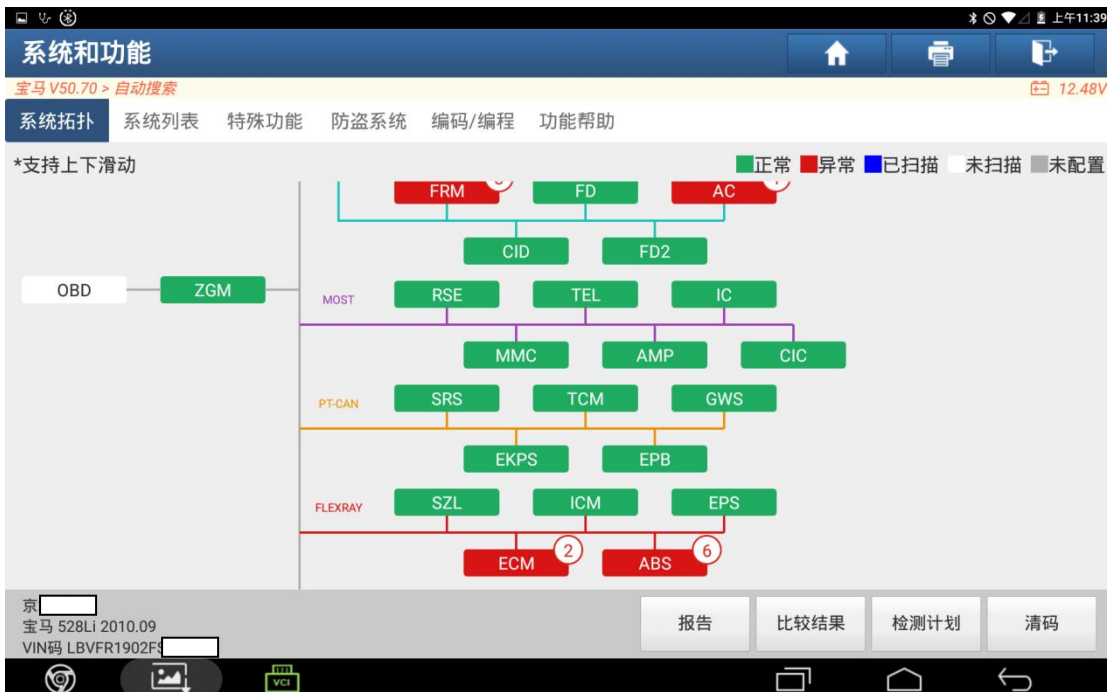 上午11:39
系统和功能
宝马 V50.70 > 自动搜索
12.48V
系统拓扑 系统列表 特殊功能 防盗系统 编码/编程 功能帮助
*支持上下滑动
正常 异常 已扫描 未扫描 未配置
FRM FD AC
CID FD2
OBD ZGM
MOST RSE TEL IC
MMC AMP CIC
PT-CAN SRS TCM GWS
EKPS EPB
FLEXRAY SZL ICM EPS
ECM 2 ABS 6
京
宝马 528Li 2010.09
VIN码 LBVFR1902F
报告 比较结果 检测计划 清码
VCI